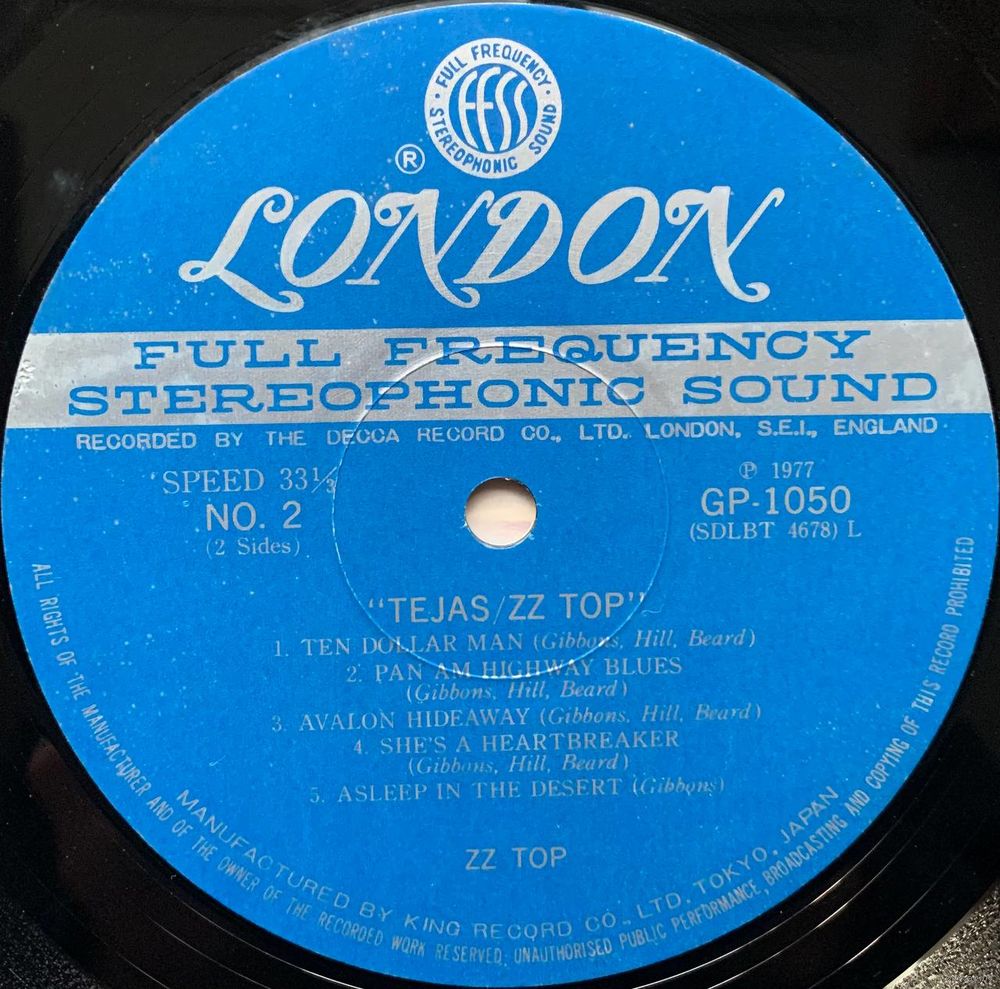 FULL FREQUENCY
STEREOPHONIC SOUND
FFSS
®
LONDON
FULL FREQUENCY
STEREOPHONIC SOUND
RECORDED BY THE DECCA RECORD CO., LTD. LONDON, S.E.I., ENGLAND
SPEED 33⅓
NO. 2
(2 Sides)
℗ 1977
GP-1050
(SDLBT 4678) L
"TEJAS/ZZ TOP"
1. TEN DOLLAR MAN (Gibbons, Hill, Beard)
2. PAN AM HIGHWAY BLUES
(Gibbons, Hill, Beard)
3. AVALON HIDEAWAY (Gibbons, Hill, Beard)
4. SHE'S A HEARTBREAKER
(Gibbons, Hill, Beard)
5. ASLEEP IN THE DESERT (Gibbons)
ZZ TOP
MANUFACTURED BY KING RECORD CO., LTD. TOKYO, JAPAN
ALL RIGHTS OF THE MANUFACTURER AND OF THE OWNER OF THE RECORDED WORK RESERVED. UNAUTHORISED PUBLIC PERFORMANCE, BROADCASTING AND COPYING OF THIS RECORD PROHIBITED